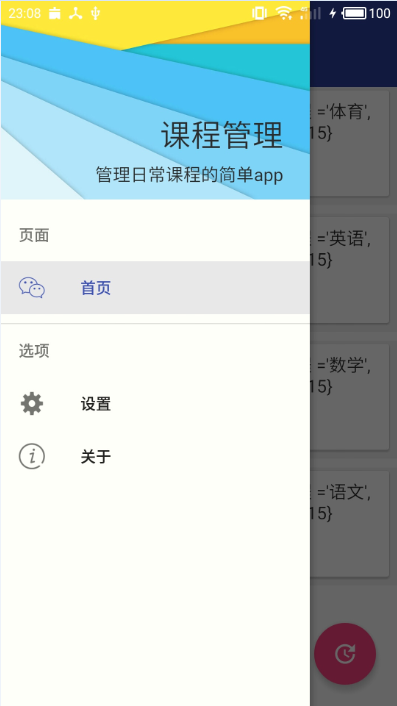 23:08
100
课程管理
管理日常课程的简单app
页面
首页
选项
设置
关于
='体育',
15}
='英语',
15}
='数学',
15}
='语文',
15}